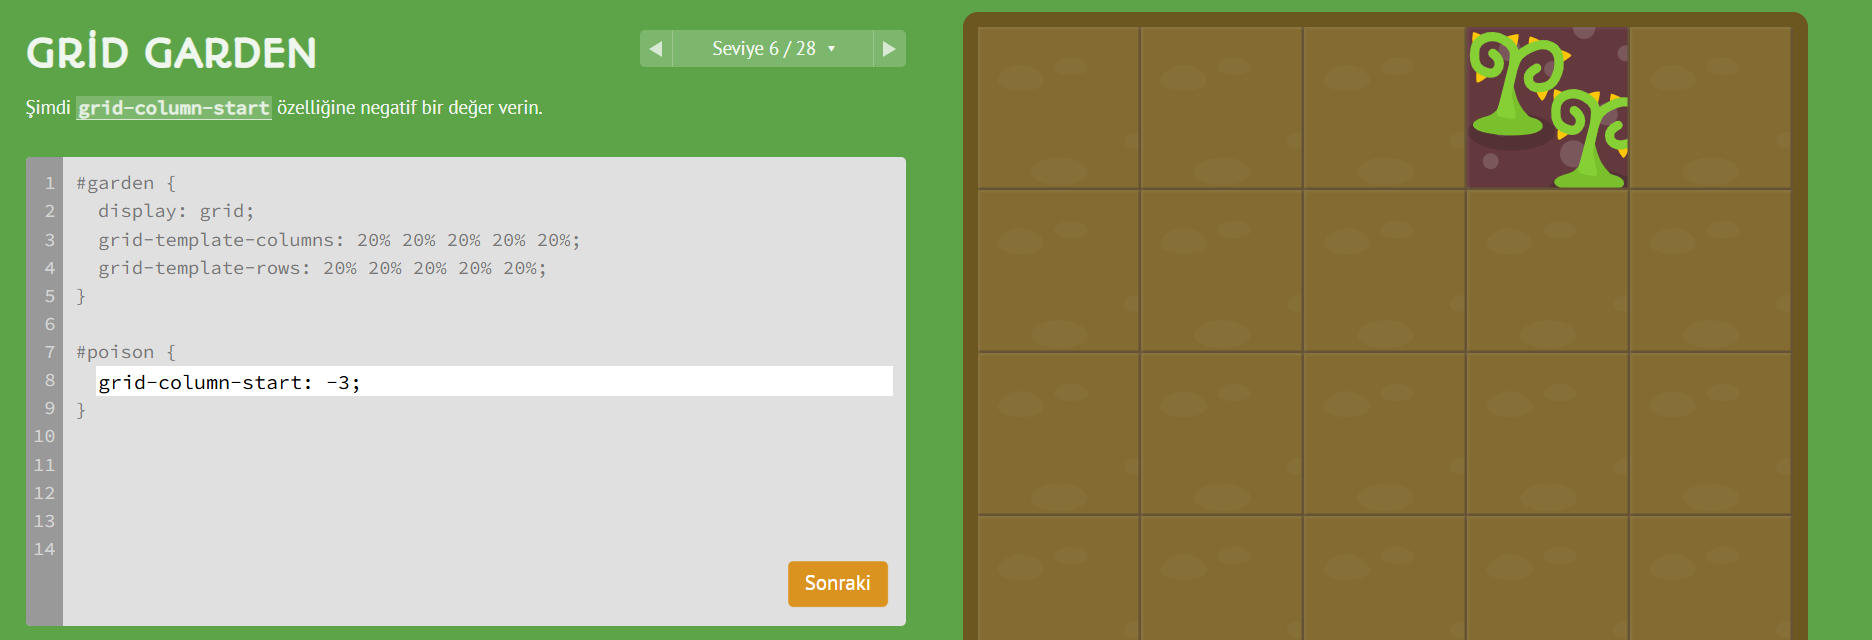 GRİD GARDEN
◀ Seviye 6 / 28 ▼ ▶
Şimdi grid-column-start özelliğine negatif bir değer verin.
1 #garden {
2 display: grid;
3 grid-template-columns: 20% 20% 20% 20% 20%;
4 grid-template-rows: 20% 20% 20% 20% 20%;
5 }
6
7 #poison {
8 grid-column-start: -3;
9 }
10
11
12
13
14
Sonraki